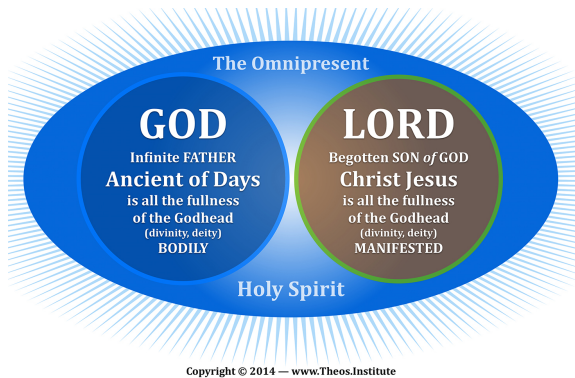 The Omnipresent
GOD
Infinite FATHER
Ancient of Days
is all the fullness
of the Godhead
(divinity, deity)
BODILY
LORD
Begotten SON of GOD
Christ Jesus
is all the fullness
of the Godhead
(divinity, deity)
MANIFESTED
Holy Spirit
Copyright © 2014 — www.Theos.Institute